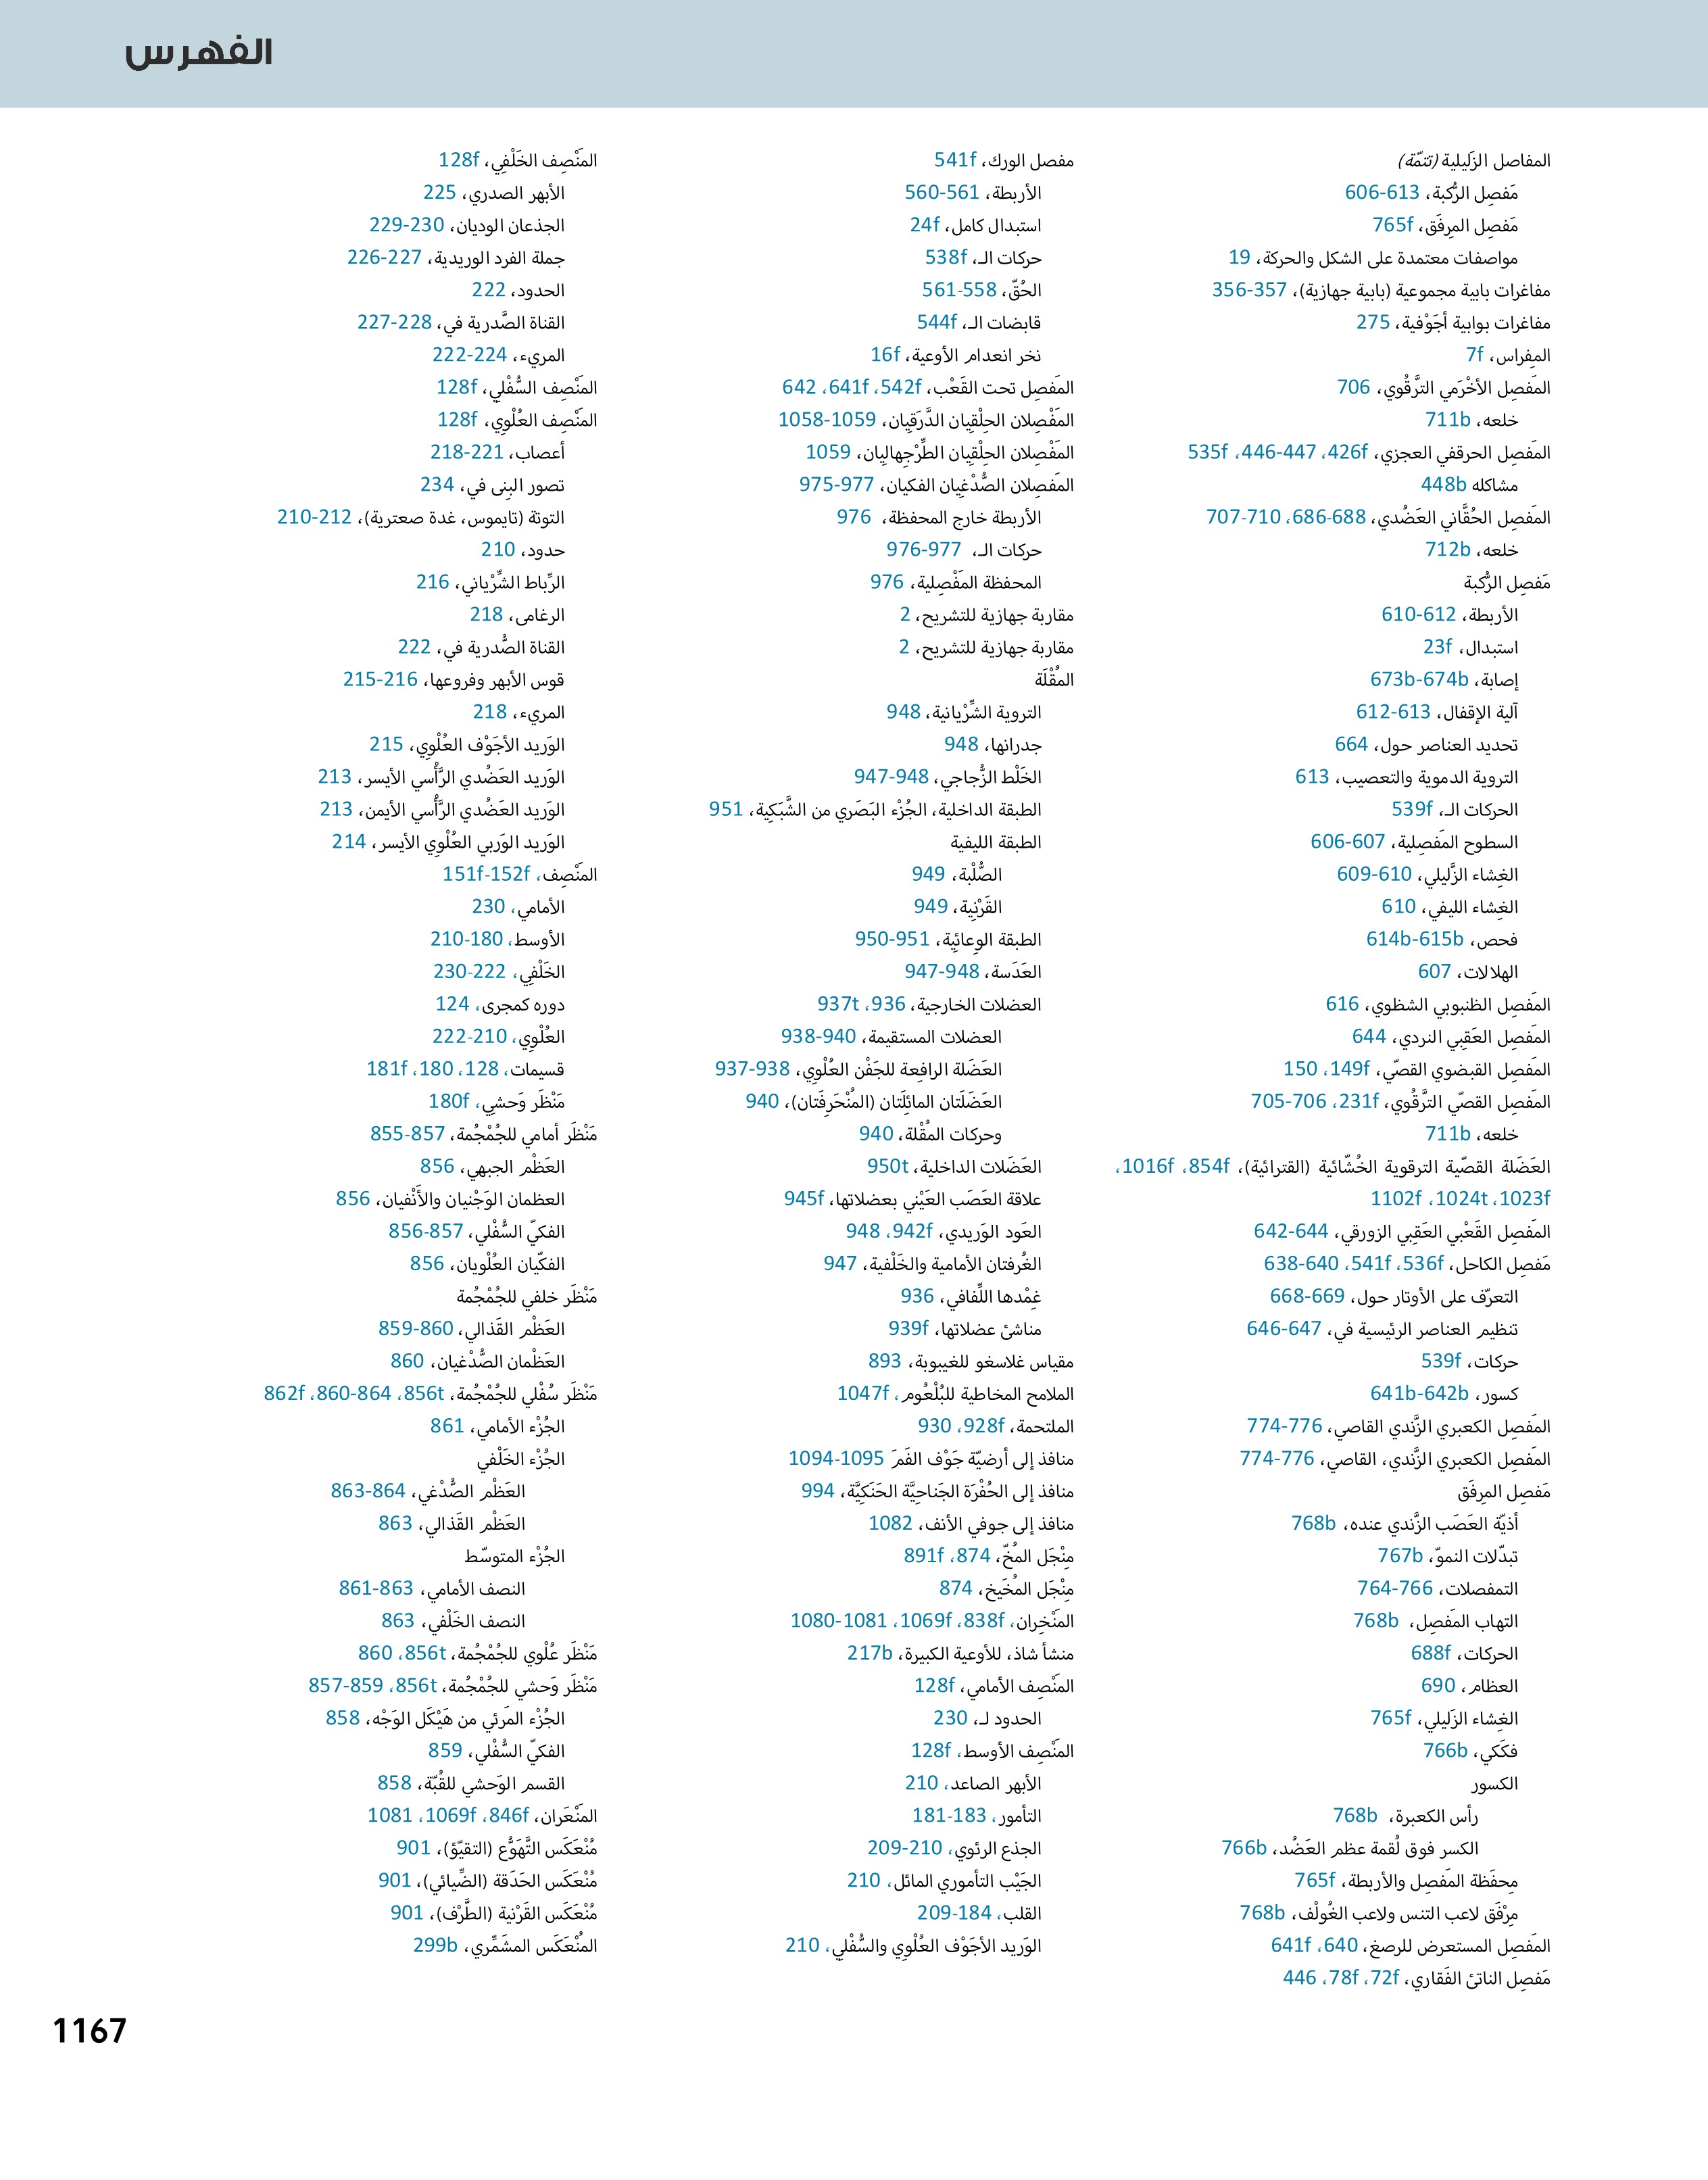 الفهرس
المفاصل الزَليلية (تتمّة)
مَفصِل الرُّكبة، 606-613
مَفصِل المِرفَق، 765f
مواصفات معتمدة على الشكل والحركة، 19
مفاغرات بابية مجموعية (بابية جهازية)، 356-357
مفاغرات بوابية أجَوْفية، 275
المِفراس، 7f
المَفصِل الأخْرَمي التَّرقُوي، 706
خلعه، 711b
المَفصِل الحرقفي العجزي، 426f، 446-447، 535f
مشاكله 448b
المَفصِل الحُقَّاني العَضُدي، 686-688، 707-710
خلعه، 712b
مَفصِل الرُّكبة
الأربطة، 610-612
استبدال، 23f
إصابة، 673b-674b
آلية الإقفال، 612-613
تحديد العناصر حول، 664
التروية الدموية والتعصيب، 613
الحركات الـ، 539f
السطوح المَفصِلية، 606-607
الغِشاء الزَّليلي، 609-610
الغِشاء الليفي، 610
فحص، 614b-615b
الهلالات، 607
المَفصِل الظنبوبي الشظوي، 616
المَفصِل العَقِبي النردي، 644
المَفصِل القبضوي القصّي، 149f، 150
المَفصِل القصّي التَّرقُوي، 231f، 705-706
خلعه، 711b
العَضَلة القصّية الترقوية الخُشّائية (القترائية)، 854f، 1016f،
1023f، 1024t، 1102f
المَفصِل القَعْبي العَقِبي الزورقي، 642-644
مَفصِل الكاحل، 536f، 541f، 638-640
التعرّف على الأوتار حول، 668-669
تنظيم العناصر الرئيسية في، 646-647
حركات، 539f
كسور، 641b-642b
المَفصِل الكعبري الزَّندي القاصي، 774-776
المَفصِل الكعبري الزَّندي، القاصي، 774-776
مَفصِل المِرفَق
أذيّة العَصَب الزَّندي عنده، 768b
تبدّلات النموّ، 767b
التمفصلات، 764-766
التهاب المَفصِل، 768b
الحركات، 688f
العظام، 690
الغِشاء الزَليلي، 765f
فكَكي، 766b
الكسور
رأس الكعبرة، 768b
الكسر فوق لُقمة عظم العَضُد، 766b
مِحفَظة المَفصِل والأربطة، 765f
مِرْفَق لاعب التنس ولاعب الغُولْف، 768b
المَفصِل المستعرض للرصغ، 640، 641f
مَفصِل الناتئ الفَقاري، 72f، 78f، 446
مفصل الورك، 541f
الأربطة، 560-561
استبدال كامل، 24f
حركات الـ، 538f
الحُقّ، 558-561
قابضات الـ، 544f
نخر انعدام الأوعية، 16f
المَفصِل تحت القَعْب، 542f، 641f، 642
المَفْصِلان الحِلْقِيان الدَّرَقِيان، 1058-1059
المَفْصِلان الحِلْقِيان الطِّرْجِهالِيان، 1059
المَفصِلان الصُّدْغِيان الفكيان، 975-977
الأربطة خارج المحفظة، 976
حركات الـ، 976-977
المحفظة المَفْصِلية، 976
مقاربة جهازية للتشريح، 2
مقاربة جهازية للتشريح، 2
المُقْلَة
التروية الشِّرْيانية، 948
جدرانها، 948
الخَلْط الزُّجاجي، 947-948
الطبقة الداخلية، الجُزْء البَصَري من الشَّبَكِية، 951
الطبقة الليفية
الصُّلْبة، 949
القَرْنِية، 949
الطبقة الوِعائِية، 950-951
العَدَسة، 947-948
العضلات الخارجية، 936، 937t
العضلات المستقيمة، 938-940
العَضَلة الرافِعة للجَفْن العُلْوِي، 937-938
العَضَلَتان المائِلَتان (المُنْحَرِفَتان)، 940
وحركات المُقْلة، 940
العَضَلات الداخلية، 950t
علاقة العَصَب العَيْني بعضلاتها، 945f
العَود الوَريدي، 942f، 948
الغُرفتان الأمامية والخَلْفية، 947
غِمْدها اللِّفافي، 936
مناشئ عضلاتها، 939f
مقياس غلاسغو للغيبوبة، 893
الملامح المخاطية للبُلْعُوم، 1047f
الملتحمة، 928f، 930
منافذ إلى أرضيّة جَوْف الفَمَ 1094-1095
منافذ إلى الحُفْرَة الجَناحيَّة الحَنَكِيَّة، 994
منافذ إلى جوفي الأنف، 1082
مِنْجَل المُخّ، 874، 891f
مِنْجَل المُخَيخ، 874
المَنْخِران، 838f، 1069f، 1080-1081
منشأ شاذ، للأوعية الكبيرة، 217b
المَنْصِف الأمامي، 128f
الحدود لـ، 230
المَنْصِف الأوسط، 128f
الأبهر الصاعد، 210
التأمور، 181-183
الجذع الرئوي، 209-210
الجَيْب التأموري المائل، 210
القلب، 184-209
الوَريد الأجَوْف العُلْوِي والسُّفْلي، 210
المَنْصِف الخَلْفِي، 128f
الأبهر الصدري، 225
الجذعان الوديان، 229-230
جملة الفرد الوريدية، 226-227
الحدود، 222
القناة الصَّدرية في، 227-228
المريء، 222-224
المَنْصِف السُّفْلِي، 128f
المَنْصِف العُلْوِي، 128f
أعصاب، 218-221
تصور البِنى في، 234
التوتة (تايموس، غدة صعترية)، 210-212
حدود، 210
الرِّباط الشِّرْياني، 216
الرغامى، 218
القناة الصَُّدرية في، 222
قوس الأبهر وفروعها، 215-216
المريء، 218
الوَريد الأجَوْف العُلْوِي، 215
الوَريد العَضُدي الرَّأْسي الأيسر، 213
الوَريد العَضُدي الرَّأْسي الأيمن، 213
الوَريد الوَربي العُلْوِي الأيسر، 214
المَنْصِف، 151f-152f
الأمامي، 230
الأوسط، 180-210
الخَلْفِي، 222-230
دوره كمجرى، 124
العُلْوِي، 210-222
قسيمات، 128، 180، 181f
مَنْظَر وَحشي، 180f
مَنْظَر أمامي للجُمْجُمة، 855-857
العَظْم الجبهي، 856
العظمان الوَجْنيان والأَنْفيان، 856
الفكيّ السُّفْلي، 856-857
الفكّيان العُلْويان، 856
مَنْظَر خلفي للجُمْجُمة
العَظْم القَذالي، 859-860
العَظْمان الصُّدْغيان، 860
مَنْظَر سُفْلي للجُمْجُمة، 856t، 860-864، 862f
الجُزْء الأمامي، 861
الجُزْء الخَلْفي
العَظْم الصُّدْغي، 863-864
العَظْم القَذالي، 863
الجُزْء المتوسّط
النصف الأمامي، 861-863
النصف الخَلْفي، 863
مَنْظَر عُلْوي للجُمْجُمة، 856t، 860
مَنْظَر وَحشي للجُمْجُمة، 856t، 857-859
الجُزْء المَرئي من هَيْكَل الوَجْه، 858
الفكيّ السُّفْلي، 859
القسم الوَحشي للقُبّة، 858
المَنْعَران، 846f، 1069f، 1081
مُنْعَكَس التَّهَوُّع (التقيّؤ)، 901
مُنْعَكَس الحَدَقة (الضِّيائي)، 901
مُنْعَكَس القَرْنية (الطَّرْف)، 901
المُنْعَكَس المشَمِّري، 299b
1167